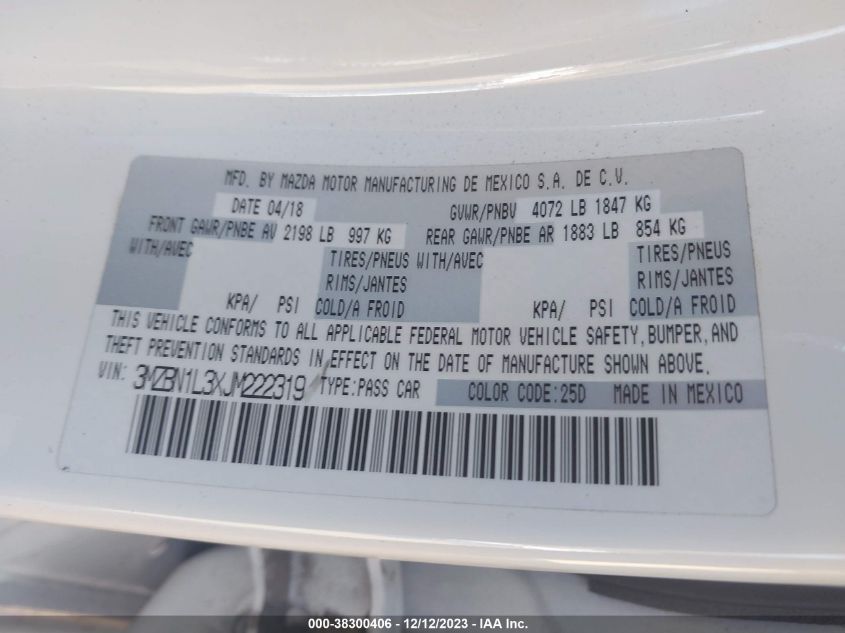 MFD. BY MAZDA MOTOR MANUFACTURING DE MEXICO S.A. DE C.V.
DATE 04/18 GVWR/PNBV 4072 LB 1847 KG
FRONT GAWR/PNBE AV 2198 LB 997 KG REAR GAWR/PNBE AR 1883 LB 854 KG
WITH/AVEC TIRES/PNEUS WITH/AVEC TIRES/PNEUS
RIMS/JANTES RIMS/JANTES
KPA/ PSI COLD/A FROID KPA/ PSI COLD/A FROID
THIS VEHICLE CONFORMS TO ALL APPLICABLE FEDERAL MOTOR VEHICLE SAFETY, BUMPER, AND
THEFT PREVENTION STANDARDS IN EFFECT ON THE DATE OF MANUFACTURE SHOWN ABOVE.
VIN: 3MZBN1L3XJM222319 TYPE:PASS CAR COLOR CODE:25D MADE IN MEXICO
000-38300406 - 12/12/2023 - IAA Inc.